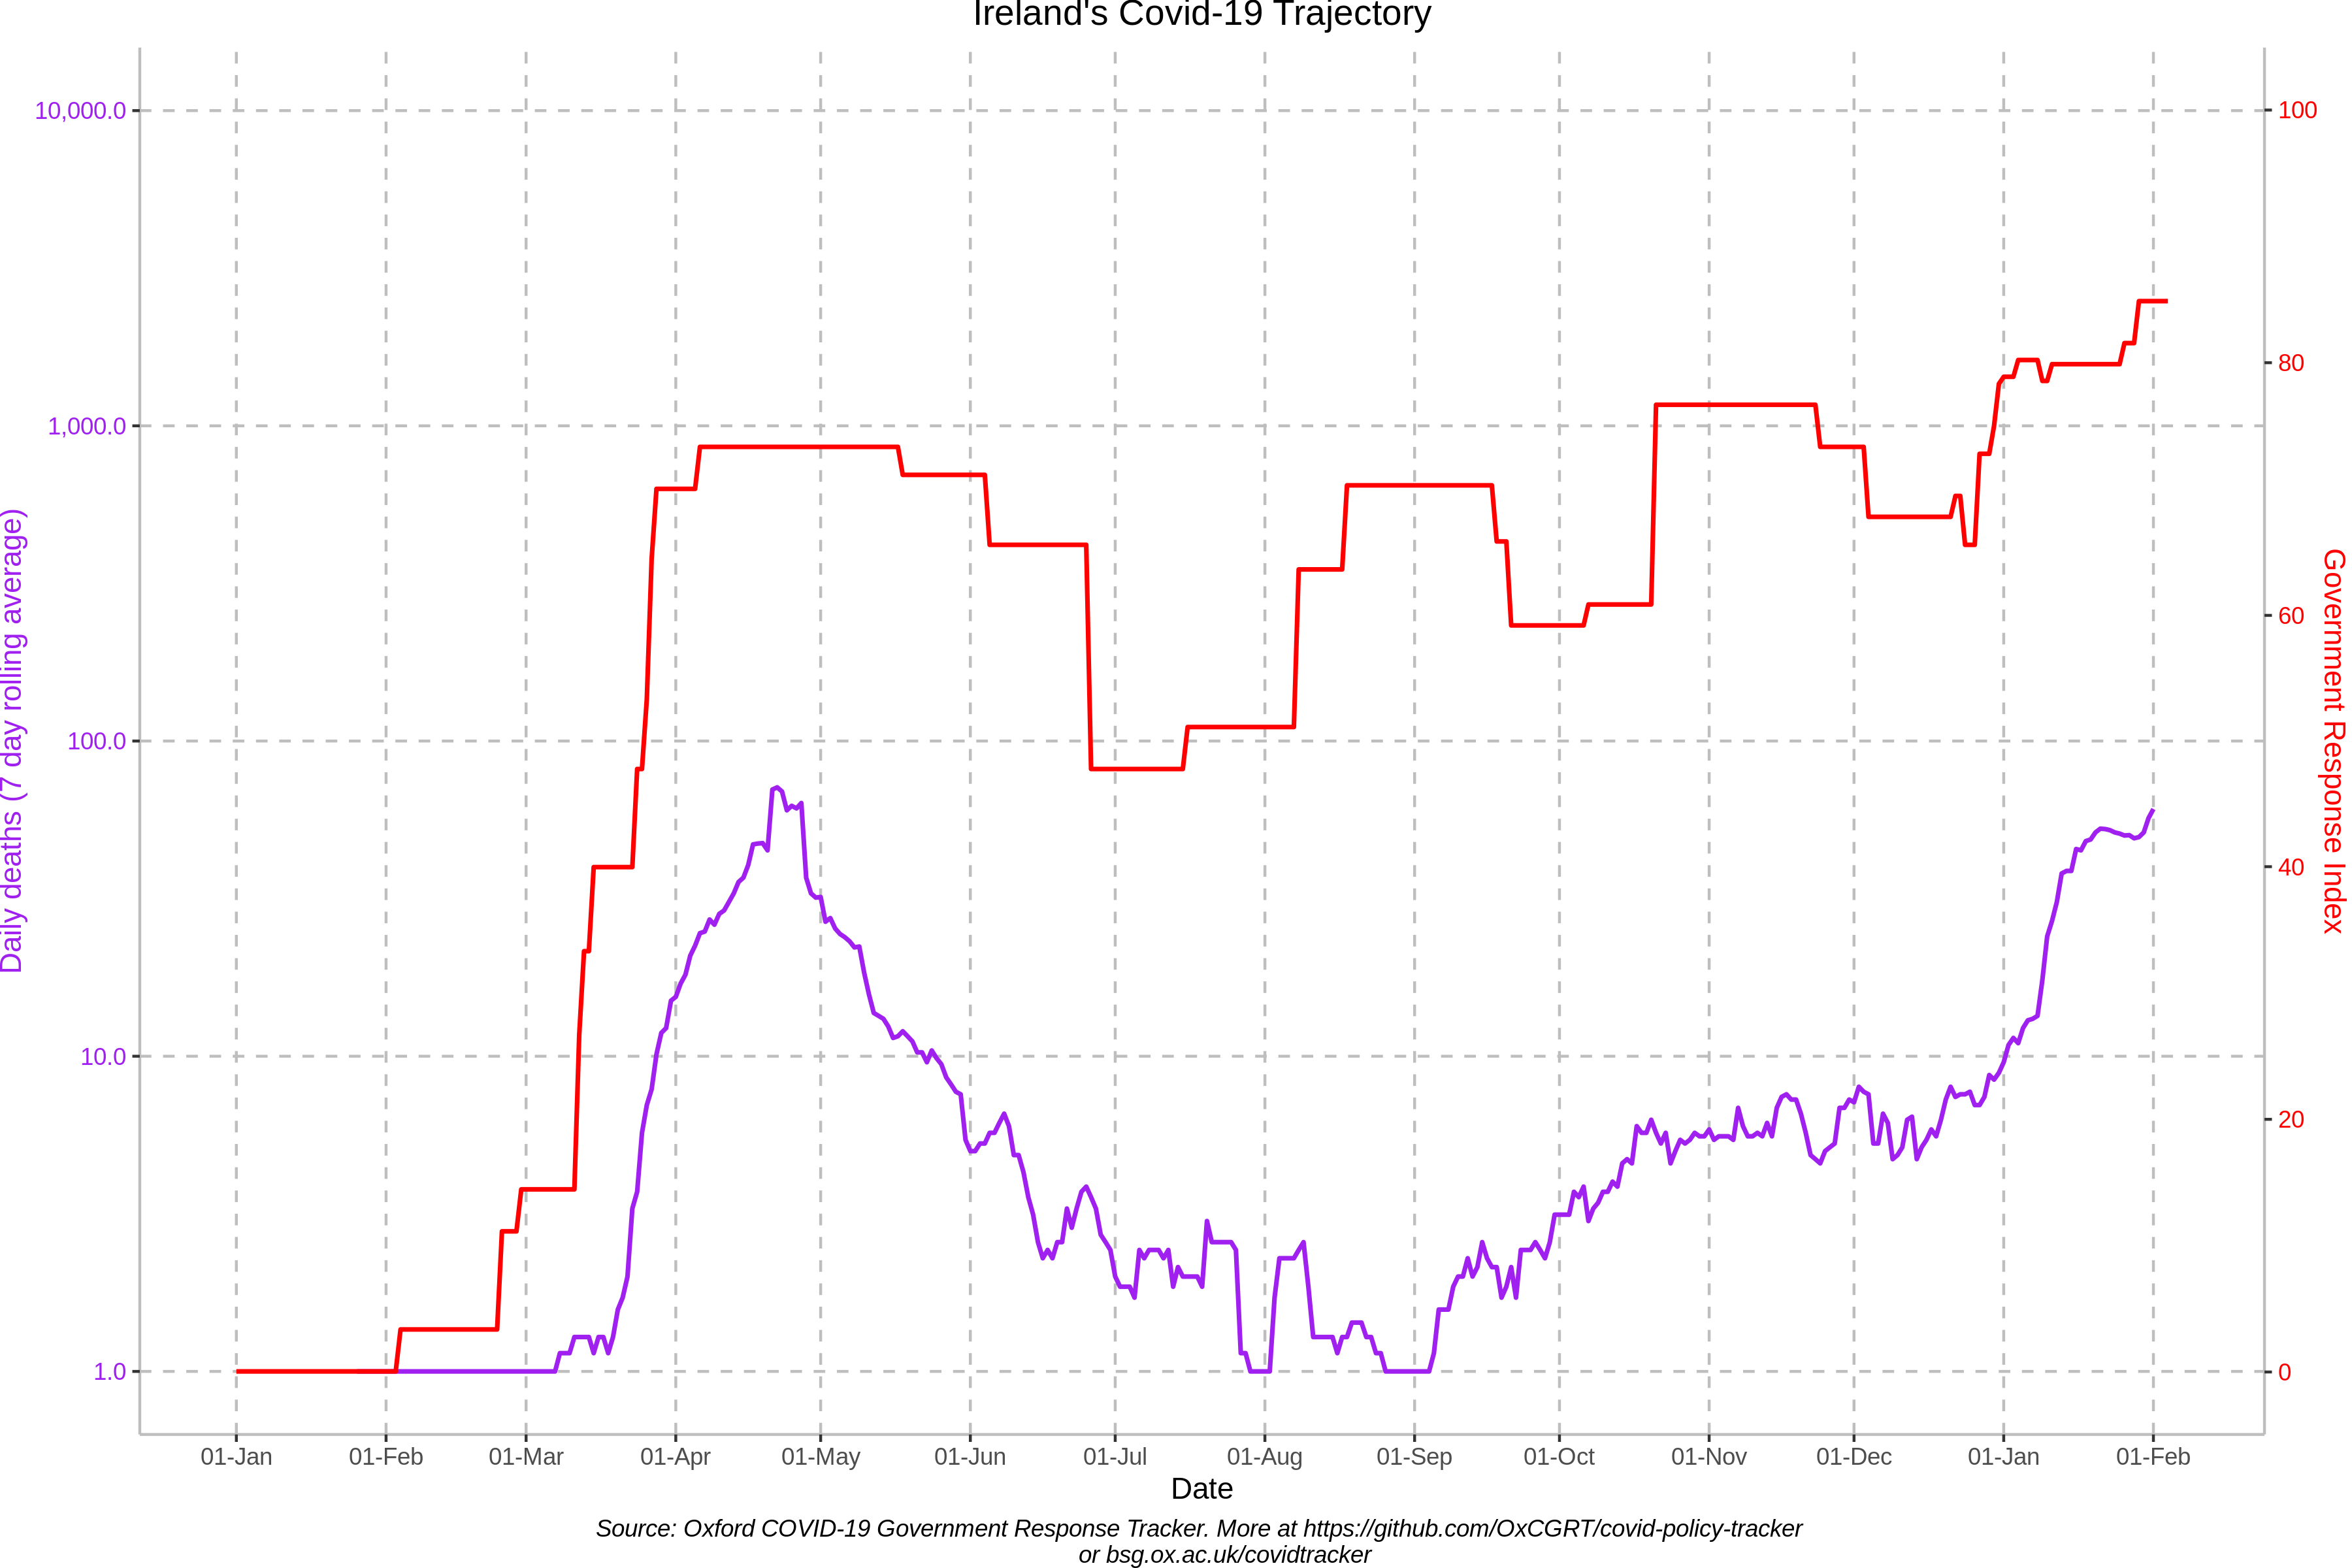 Ireland's Covid-19 Trajectory
10,000.0
1,000.0
100.0
10.0
1.0
Daily deaths (7 day rolling average)
100
80
60
40
20
0
Government Response Index
01-Jan 01-Feb 01-Mar 01-Apr 01-May 01-Jun 01-Jul 01-Aug 01-Sep 01-Oct 01-Nov 01-Dec 01-Jan 01-Feb
Date
Source: Oxford COVID-19 Government Response Tracker. More at https://github.com/OxCGRT/covid-policy-tracker
or bsg.ox.ac.uk/covidtracker